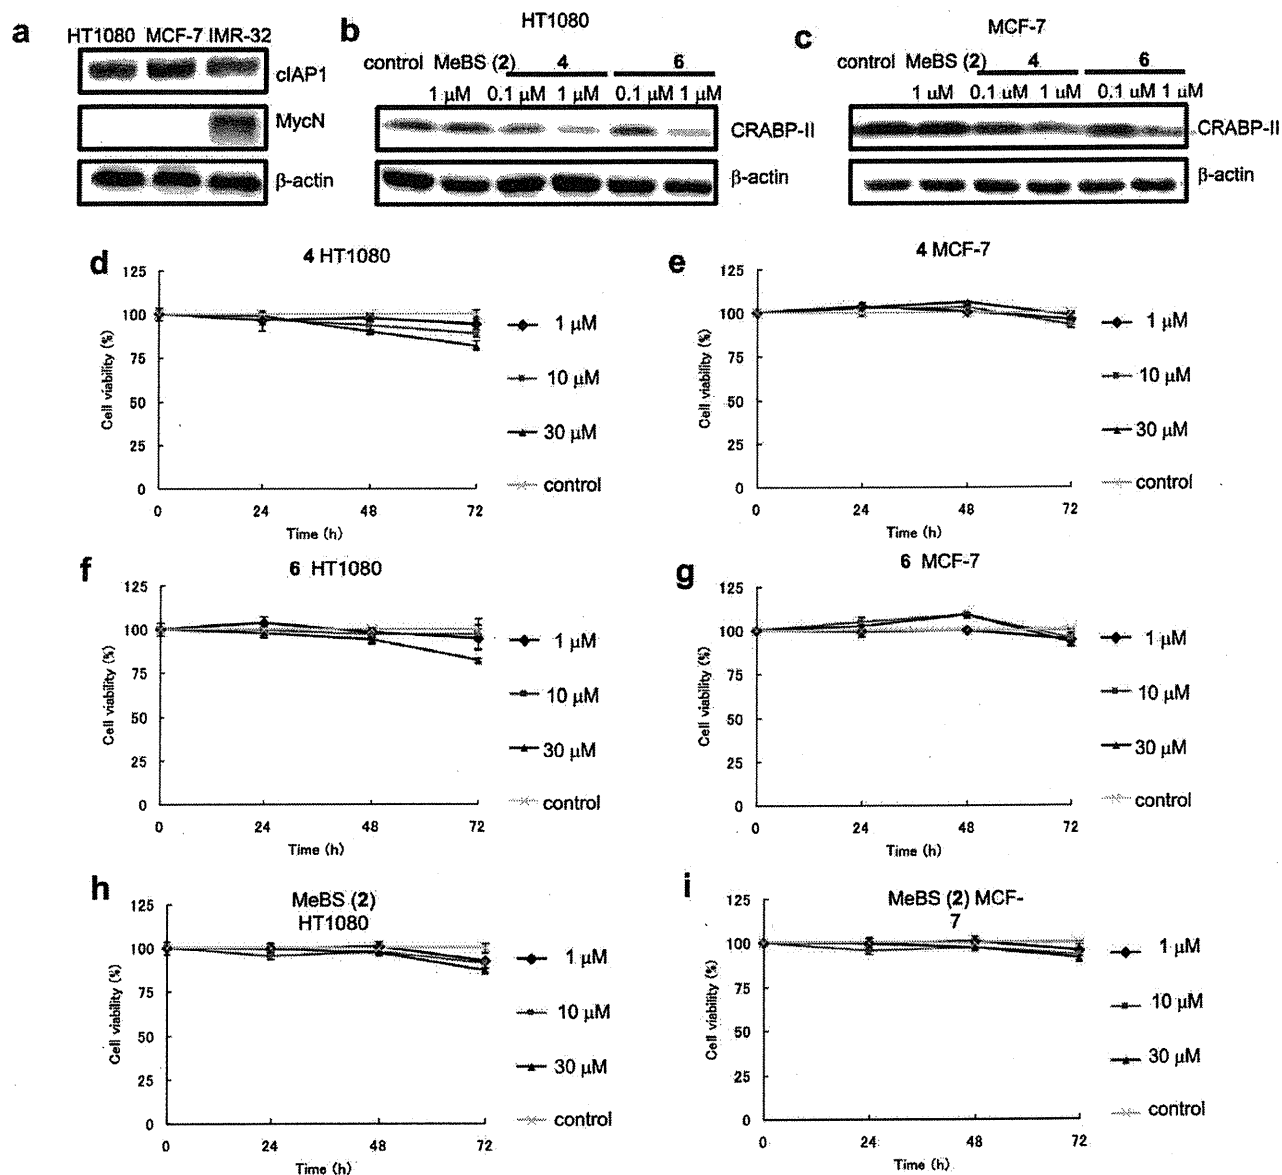 a
HT1080 MCF-7 IMR-32
cIAP1
MycN
β-actin
b
HT1080
control MeBS (2) 4 6
1 μM 0.1 μM 1 μM 0.1 μM 1 μM
CRABP-II
β-actin
c
MCF-7
control MeBS (2) 4 6
1 uM 0.1 μM 1 μM 0.1 μM 1 μM
CRABP-II
β-actin
d
4 HT1080
125
100
75
50
25
0
Cell viability (%)
0 24 48 72
Time (h)
1 μM
10 μM
30 μM
control
e
4 MCF-7
125
100
75
50
25
0
Cell viability (%)
0 24 48 72
Time (h)
1 μM
10 μM
30 μM
control
f
6 HT1080
125
100
75
50
25
0
Cell viability (%)
0 24 48 72
Time (h)
1 μM
10 μM
30 μM
control
g
6 MCF-7
125
100
75
50
25
0
Cell viability (%)
0 24 48 72
Time (h)
1 μM
10 μM
30 μM
control
h
MeBS (2)
HT1080
125
100
75
50
25
0
Cell viability (%)
0 24 48 72
Time (h)
1 μM
10 μM
30 μM
control
i
MeBS (2) MCF-
7
125
100
75
50
25
0
Cell viability (%)
0 24 48 72
Time (h)
1 μM
10 μM
30 μM
control